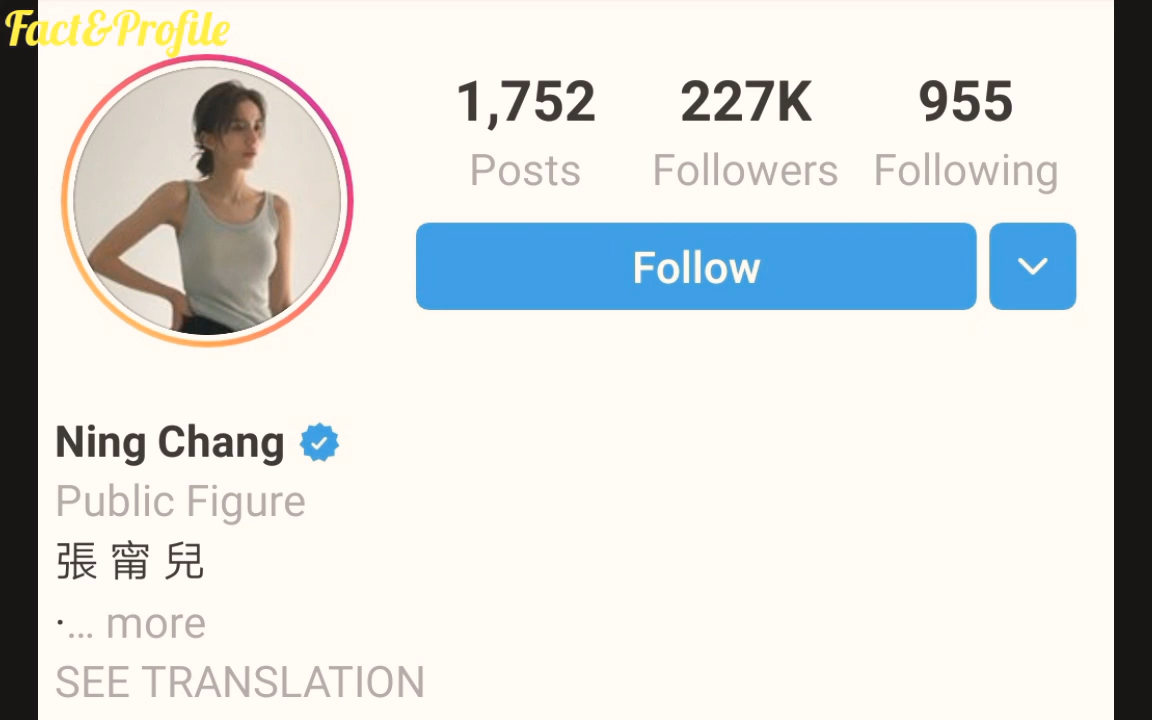 Fact&Profile
1,752 227K 955
Posts Followers Following
Follow
Ning Chang
Public Figure
張 甯 兒
·... more
SEE TRANSLATION